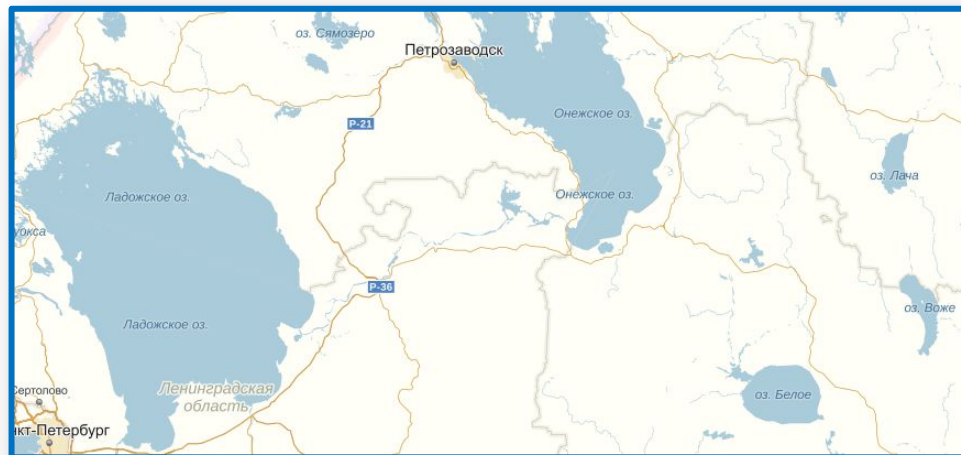 оз. Сямозеро
Петрозаводск
Р-21
Онежское оз.
оз. Лача
Ладожское оз.
Онежское оз.
уокса
Р-36
оз. Воже
Ладожское оз.
Ленинградская
область
Сертолово
оз. Белое
нкт-Петербург